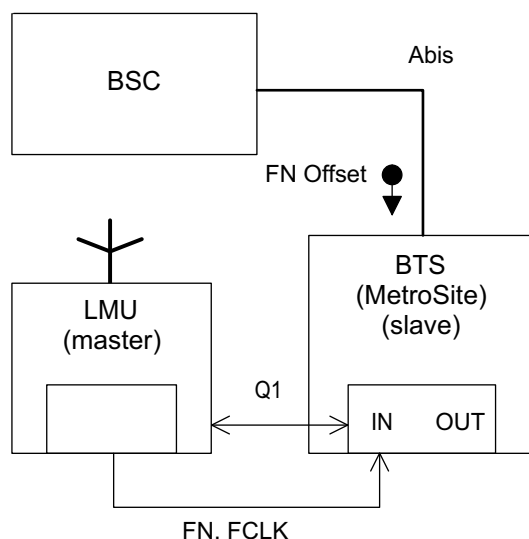 BSC
Abis
FN Offset
LMU
(master)
BTS
(MetroSite)
(slave)
Q1
IN OUT
FN. FCLK